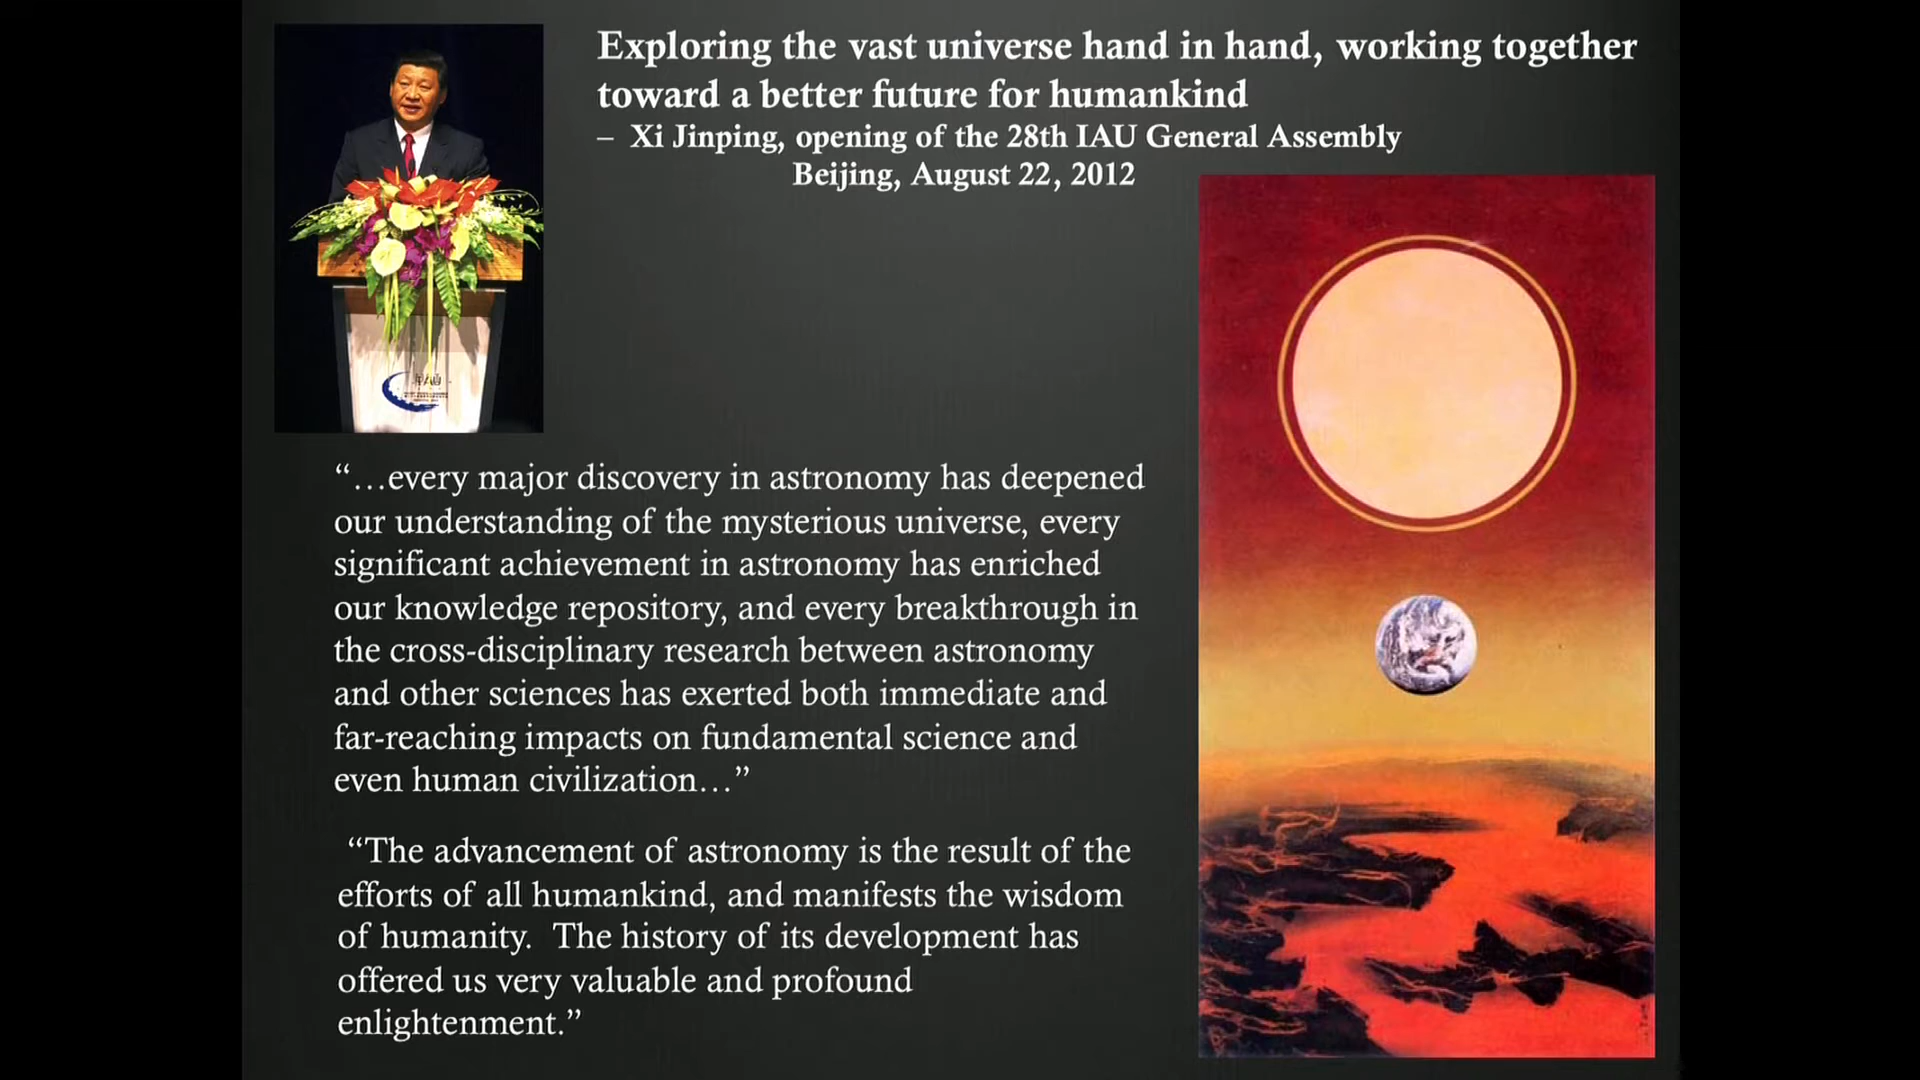 Exploring the vast universe hand in hand, working together
toward a better future for humankind
– Xi Jinping, opening of the 28th IAU General Assembly
Beijing, August 22, 2012
“…every major discovery in astronomy has deepened
our understanding of the mysterious universe, every
significant achievement in astronomy has enriched
our knowledge repository, and every breakthrough in
the cross-disciplinary research between astronomy
and other sciences has exerted both immediate and
far-reaching impacts on fundamental science and
even human civilization…”
“The advancement of astronomy is the result of the
efforts of all humankind, and manifests the wisdom
of humanity.  The history of its development has
offered us very valuable and profound
enlightenment.”